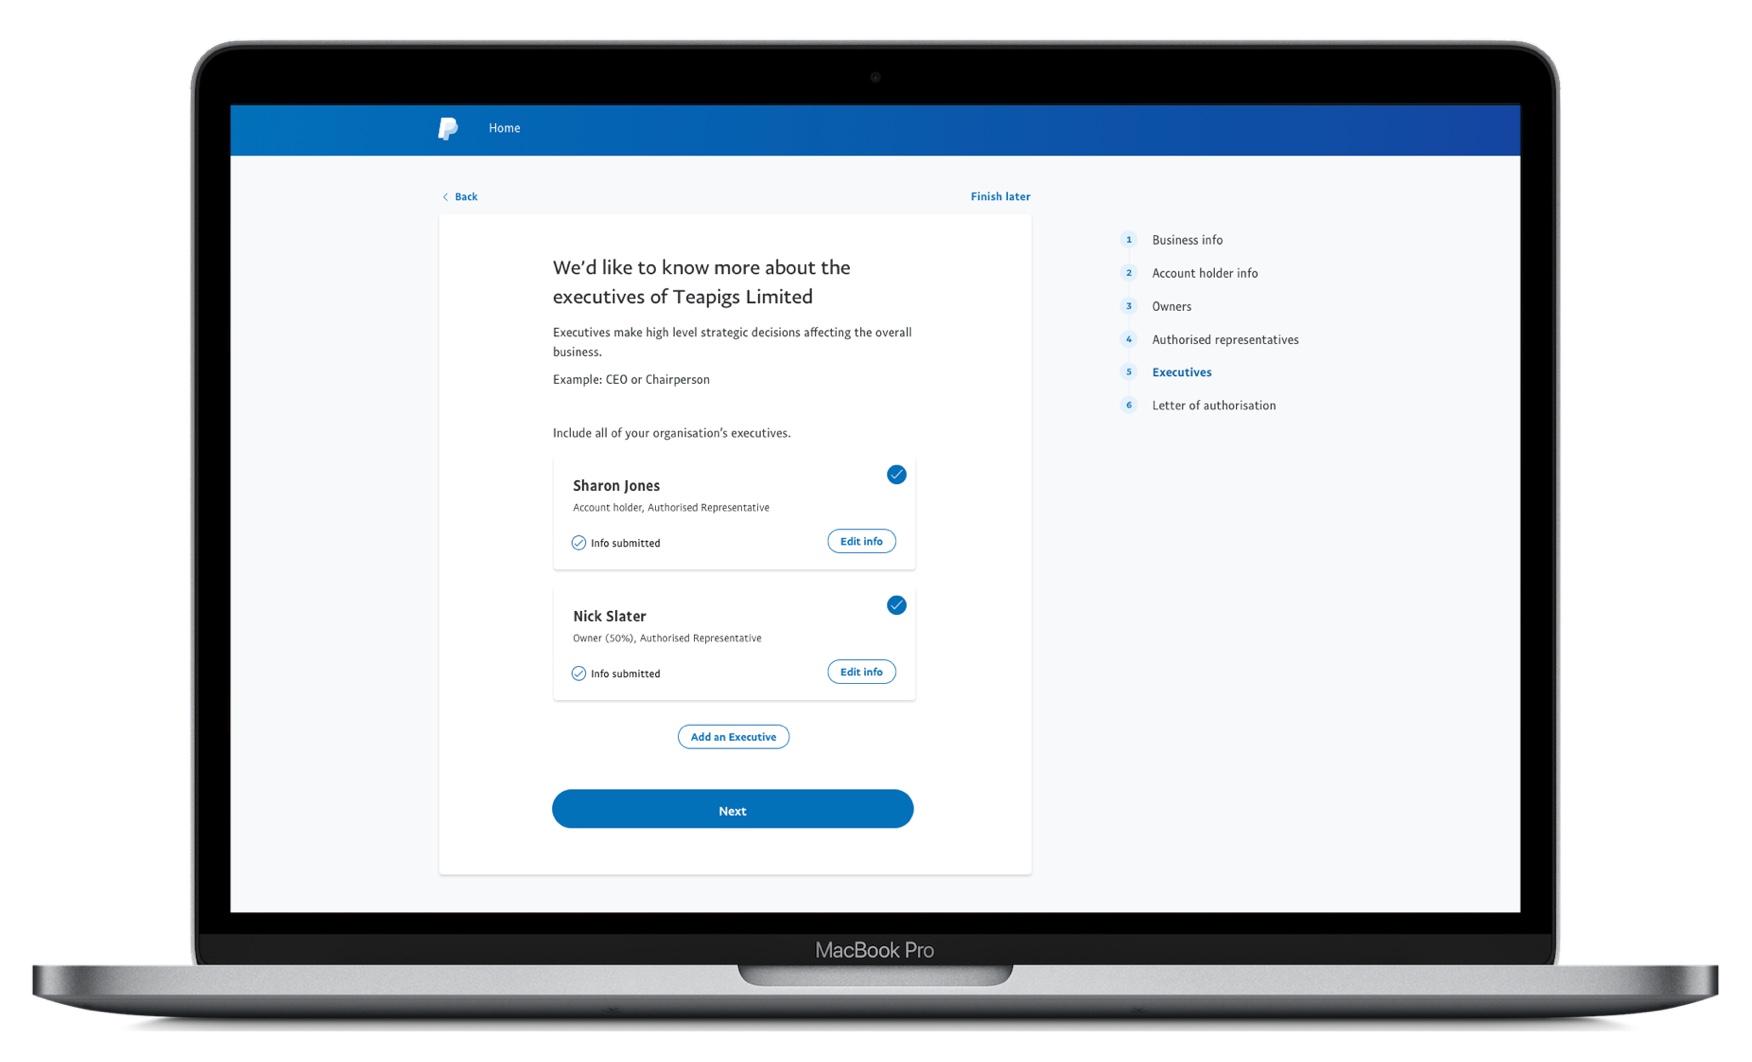 Home
Back
Finish later
We'd like to know more about the
executives of Teapigs Limited
Executives make high level strategic decisions affecting the overall
business.
Example: CEO or Chairperson
Include all of your organisation's executives.
Sharon Jones
Account holder, Authorised Representative
Info submitted
Edit info
Nick Slater
Owner (50%), Authorised Representative
Info submitted
Edit info
Add an Executive
Next
1 Business info
2 Account holder info
3 Owners
4 Authorised representatives
5 Executives
6 Letter of authorisation
MacBook Pro